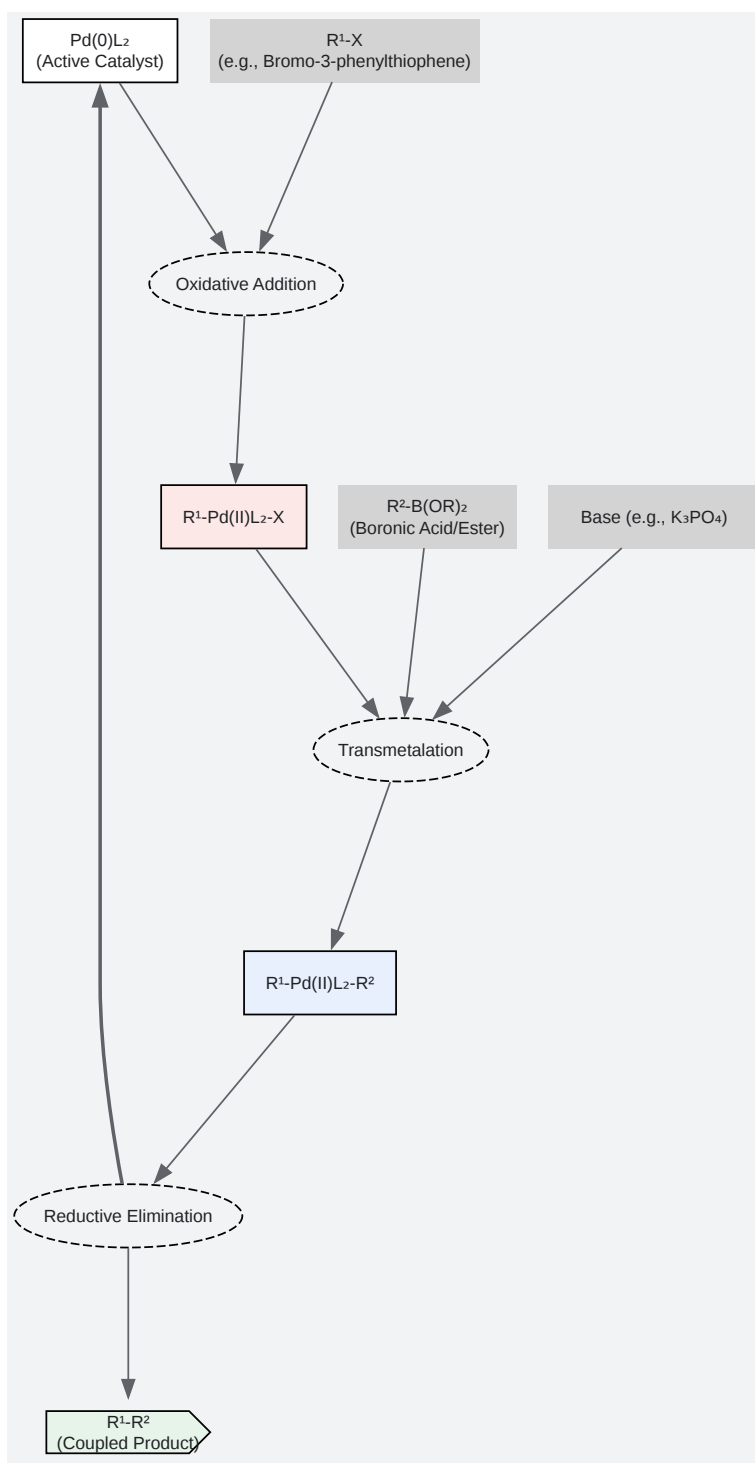 Pd(0)L₂
(Active Catalyst)
R¹-X
(e.g., Bromo-3-phenylthiophene)
Oxidative Addition
R¹-Pd(II)L₂-X
R²-B(OR)₂
(Boronic Acid/Ester)
Base (e.g., K₃PO₄)
Transmetalation
R¹-Pd(II)L₂-R²
Reductive Elimination
R¹-R²
(Coupled Product)